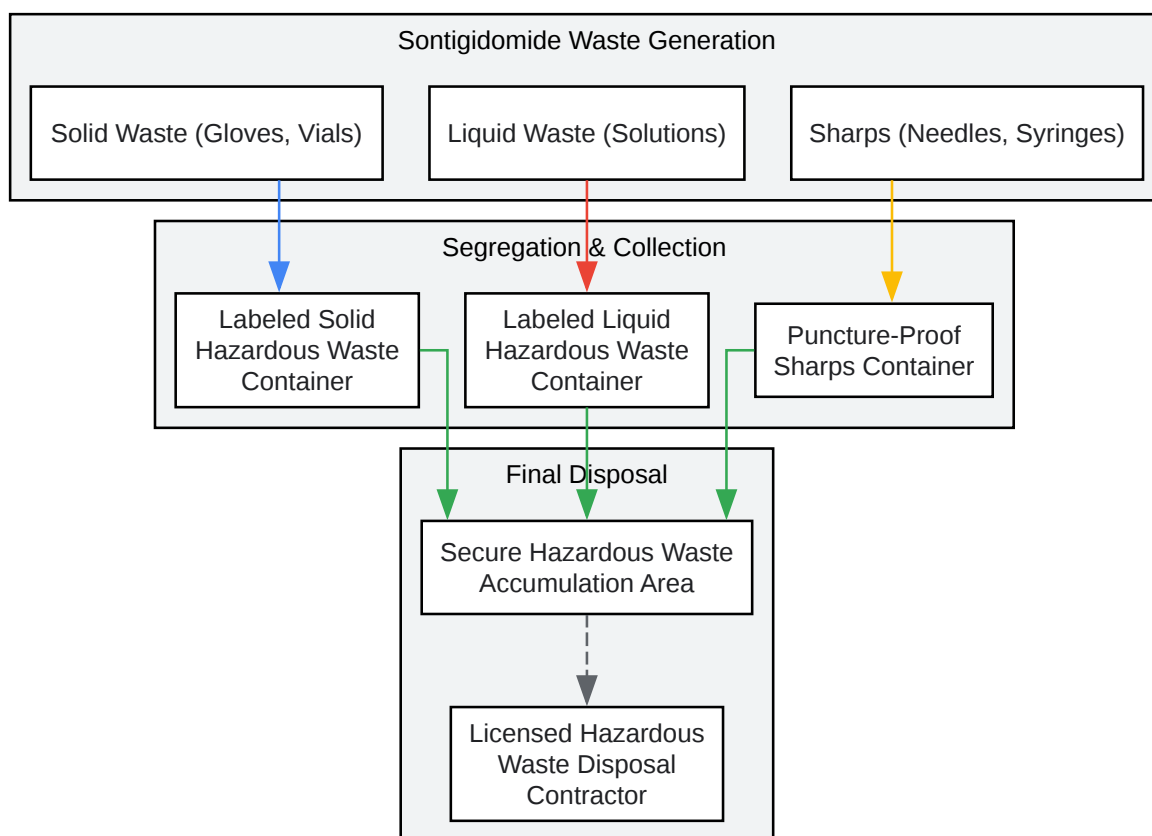 Sontigidomide Waste Generation
Solid Waste (Gloves, Vials)
Liquid Waste (Solutions)
Sharps (Needles, Syringes)
Segregation & Collection
Labeled Solid
Hazardous Waste
Container
Labeled Liquid
Hazardous Waste
Container
Puncture-Proof
Sharps Container
Final Disposal
Secure Hazardous Waste
Accumulation Area
Licensed Hazardous
Waste Disposal
Contractor